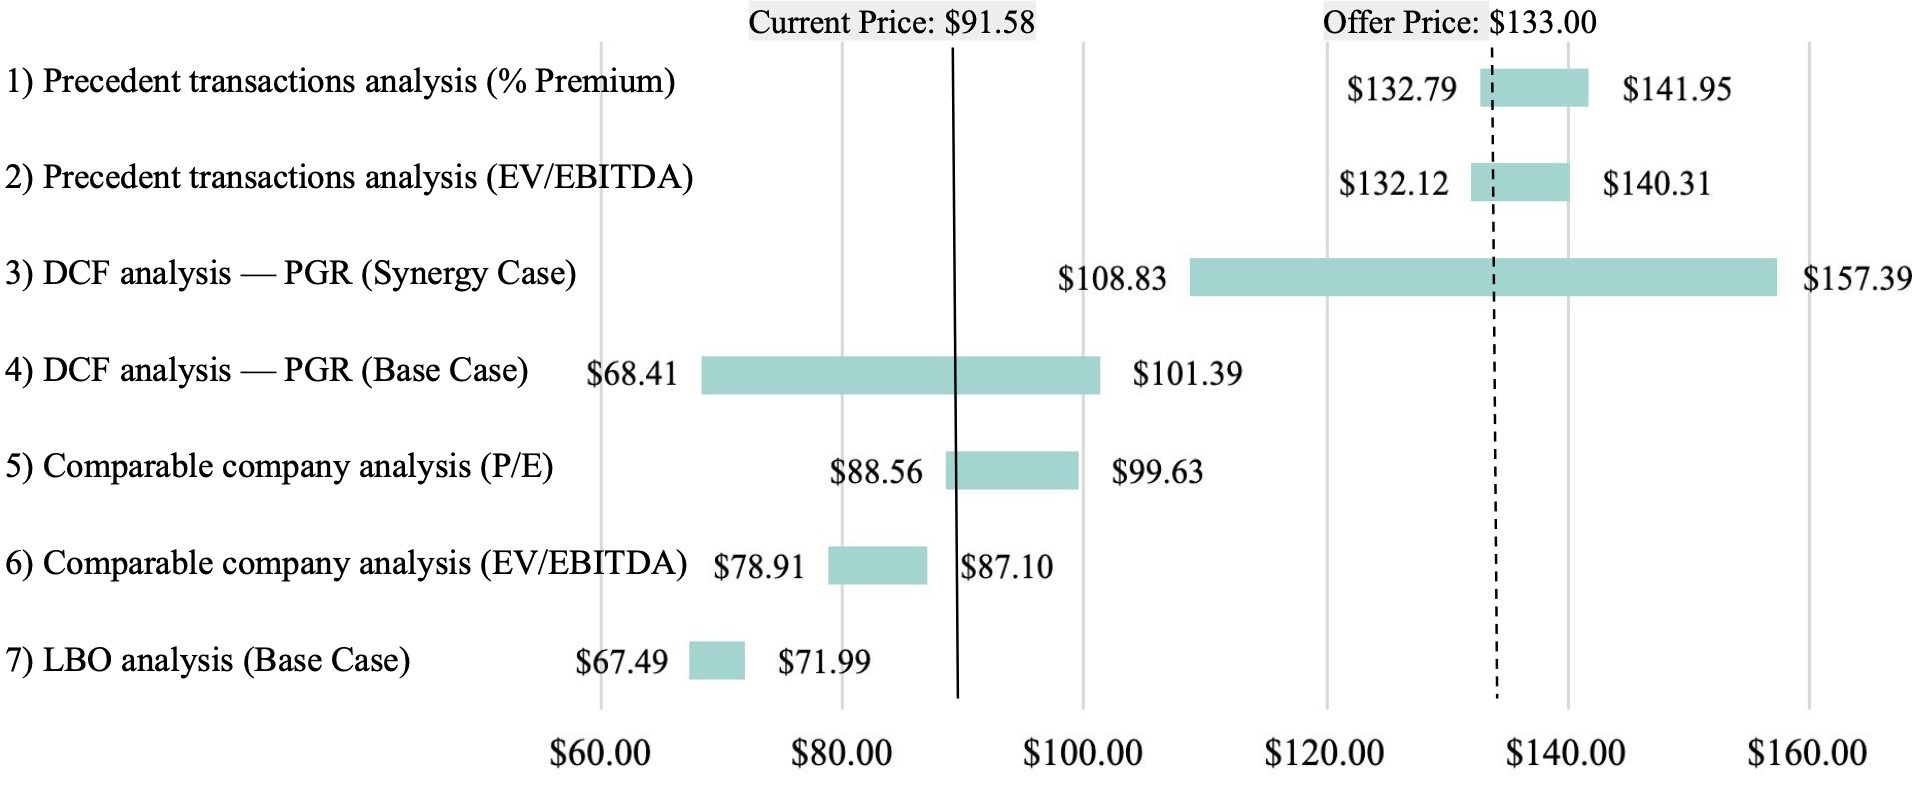 Current Price: $91.58 Offer Price: $133.00
1) Precedent transactions analysis (% Premium) $132.79 $141.95
2) Precedent transactions analysis (EV/EBITDA) $132.12 $140.31
3) DCF analysis — PGR (Synergy Case) $108.83 $157.39
4) DCF analysis — PGR (Base Case) $68.41 $101.39
5) Comparable company analysis (P/E) $88.56 $99.63
6) Comparable company analysis (EV/EBITDA) $78.91 $87.10
7) LBO analysis (Base Case) $67.49 $71.99
$60.00 $80.00 $100.00 $120.00 $140.00 $160.00